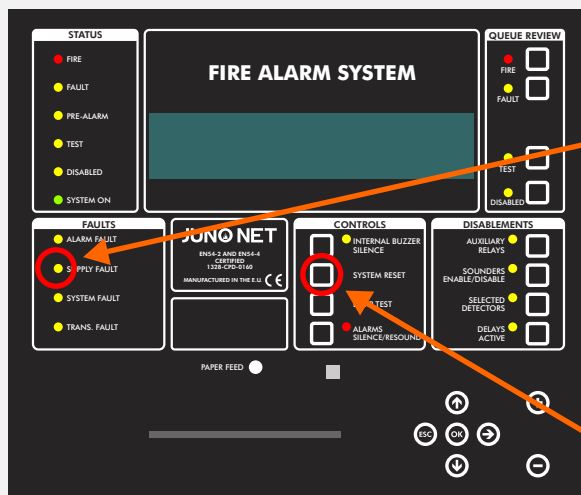 STATUS
FIRE
FAULT
PRE-ALARM
TEST
DISABLED
SYSTEM ON
FIRE ALARM SYSTEM
QUEUE REVIEW
FIRE
FAULT
TEST
DISABLED
FAULTS
ALARM FAULT
SUPPLY FAULT
SYSTEM FAULT
TRANS. FAULT
JUNO NET
EN54-2 AND EN54-4
CERTIFIED
1328-CPD-0160
MANUFACTURED IN THE E.U. CE
CONTROLS
INTERNAL BUZZER
SILENCE
SYSTEM RESET
TEST
ALARMS
SILENCE/RESOUND
DISABLEMENTS
AUXILIARY
RELAYS
SOUNDERS
ENABLE/DISABLE
SELECTED
DETECTORS
DELAYS
ACTIVE
PAPER FEED
ESC
OK